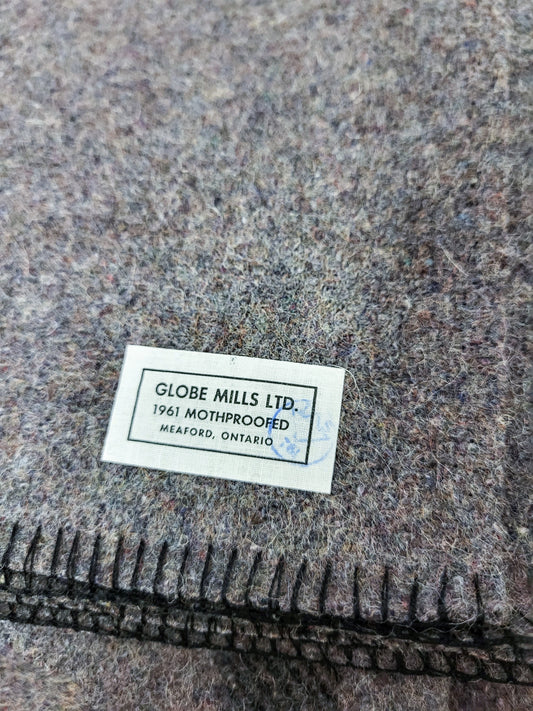 GLOBE MILLS LTD.
1961 MOTHPROOFED
MEAFORD, ONTARIO